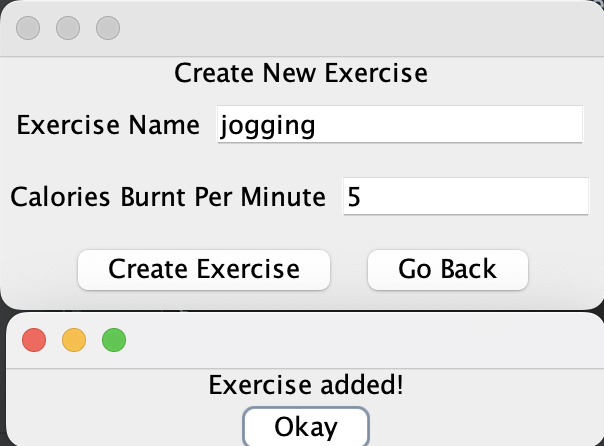 Create New Exercise
Exercise Name jogging
Calories Burnt Per Minute 5
Create Exercise Go Back
Exercise added!
Okay